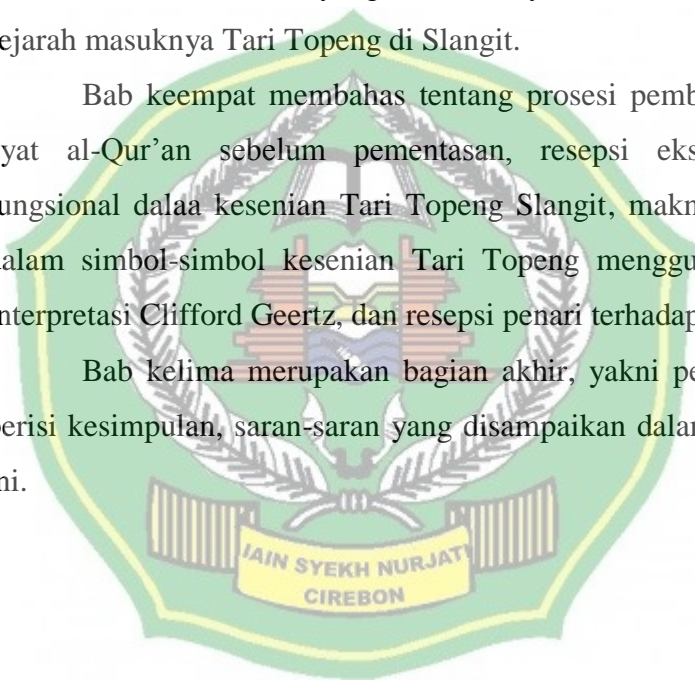 ejarah masuknya Tari Topeng di Slangit.
Bab keempat membahas tentang prosesi pemb
yat al-Qur'an sebelum pementasan, resepsi eks
ungsional dalaa kesenian Tari Topeng Slangit, makn
dalam simbol-simbol kesenian Tari Topeng menggu
nterpretasi Clifford Geertz, dan resepsi penari terhadap
Bab kelima merupakan bagian akhir, yakni pe
berisi kesimpulan, saran-saran yang disampaikan dalam
ni.
IAIN SYEKH NURJATI
CIREBON